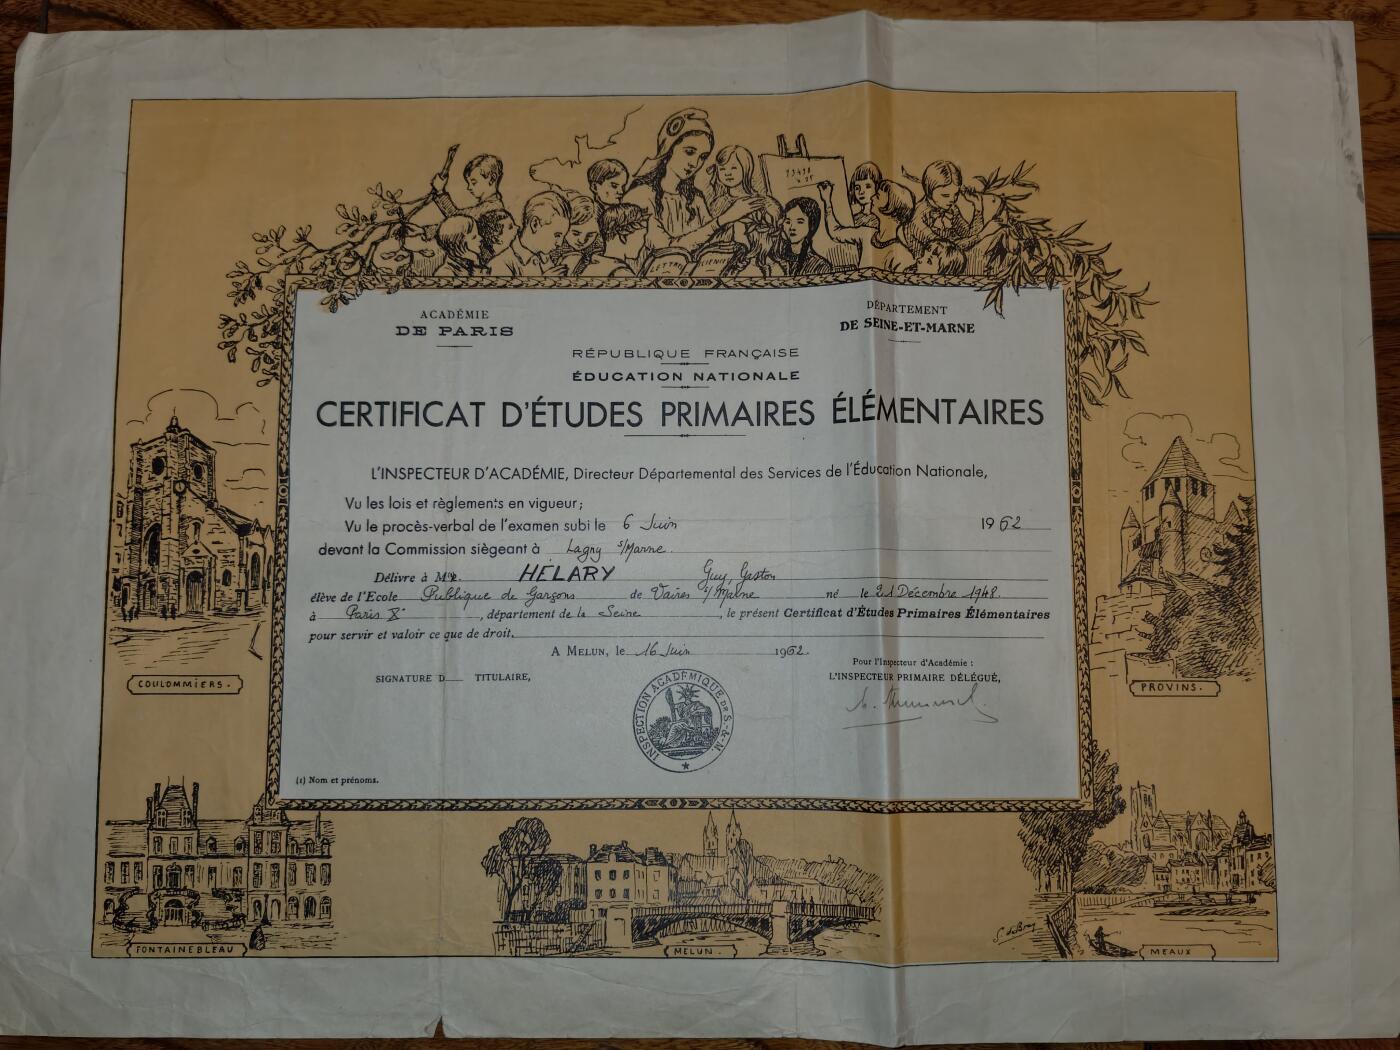 LETTRES SCIENCES
ACADÉMIE
DE PARIS
DÉPARTEMENT
DE SEINE-ET-MARNE
RÉPUBLIQUE FRANÇAISE
ÉDUCATION NATIONALE
CERTIFICAT D'ÉTUDES PRIMAIRES ÉLÉMENTAIRES
L'INSPECTEUR D'ACADÉMIE, Directeur Départemental des Services de l'Éducation Nationale,
Vu les lois et règlements en vigueur;
Vu le procès-verbal de l'examen subi le 6 Juin 1962
devant la Commission siégeant à Lagny s/Marne.
Délivre à M. HÉLARY Guy, Gaston
élève de l'Ecole Publique de Garçons de Vaires s/Marne né le 21 Décembre 1948.
à Paris X°, département de la Seine, le présent Certificat d'Études Primaires Élémentaires
pour servir et valoir ce que de droit.
A MELUN, le 16 Juin 1962.
Pour l'Inspecteur d'Académie :
SIGNATURE D TITULAIRE,
L'INSPECTEUR PRIMAIRE DÉLÉGUÉ,
INSPECTION ACADÉMIQUE DE S.-&-M.
(1) Nom et prénoms.
COULOMMIERS.
PROVINS.
FONTAINEBLEAU
MELUN.
MEAUX